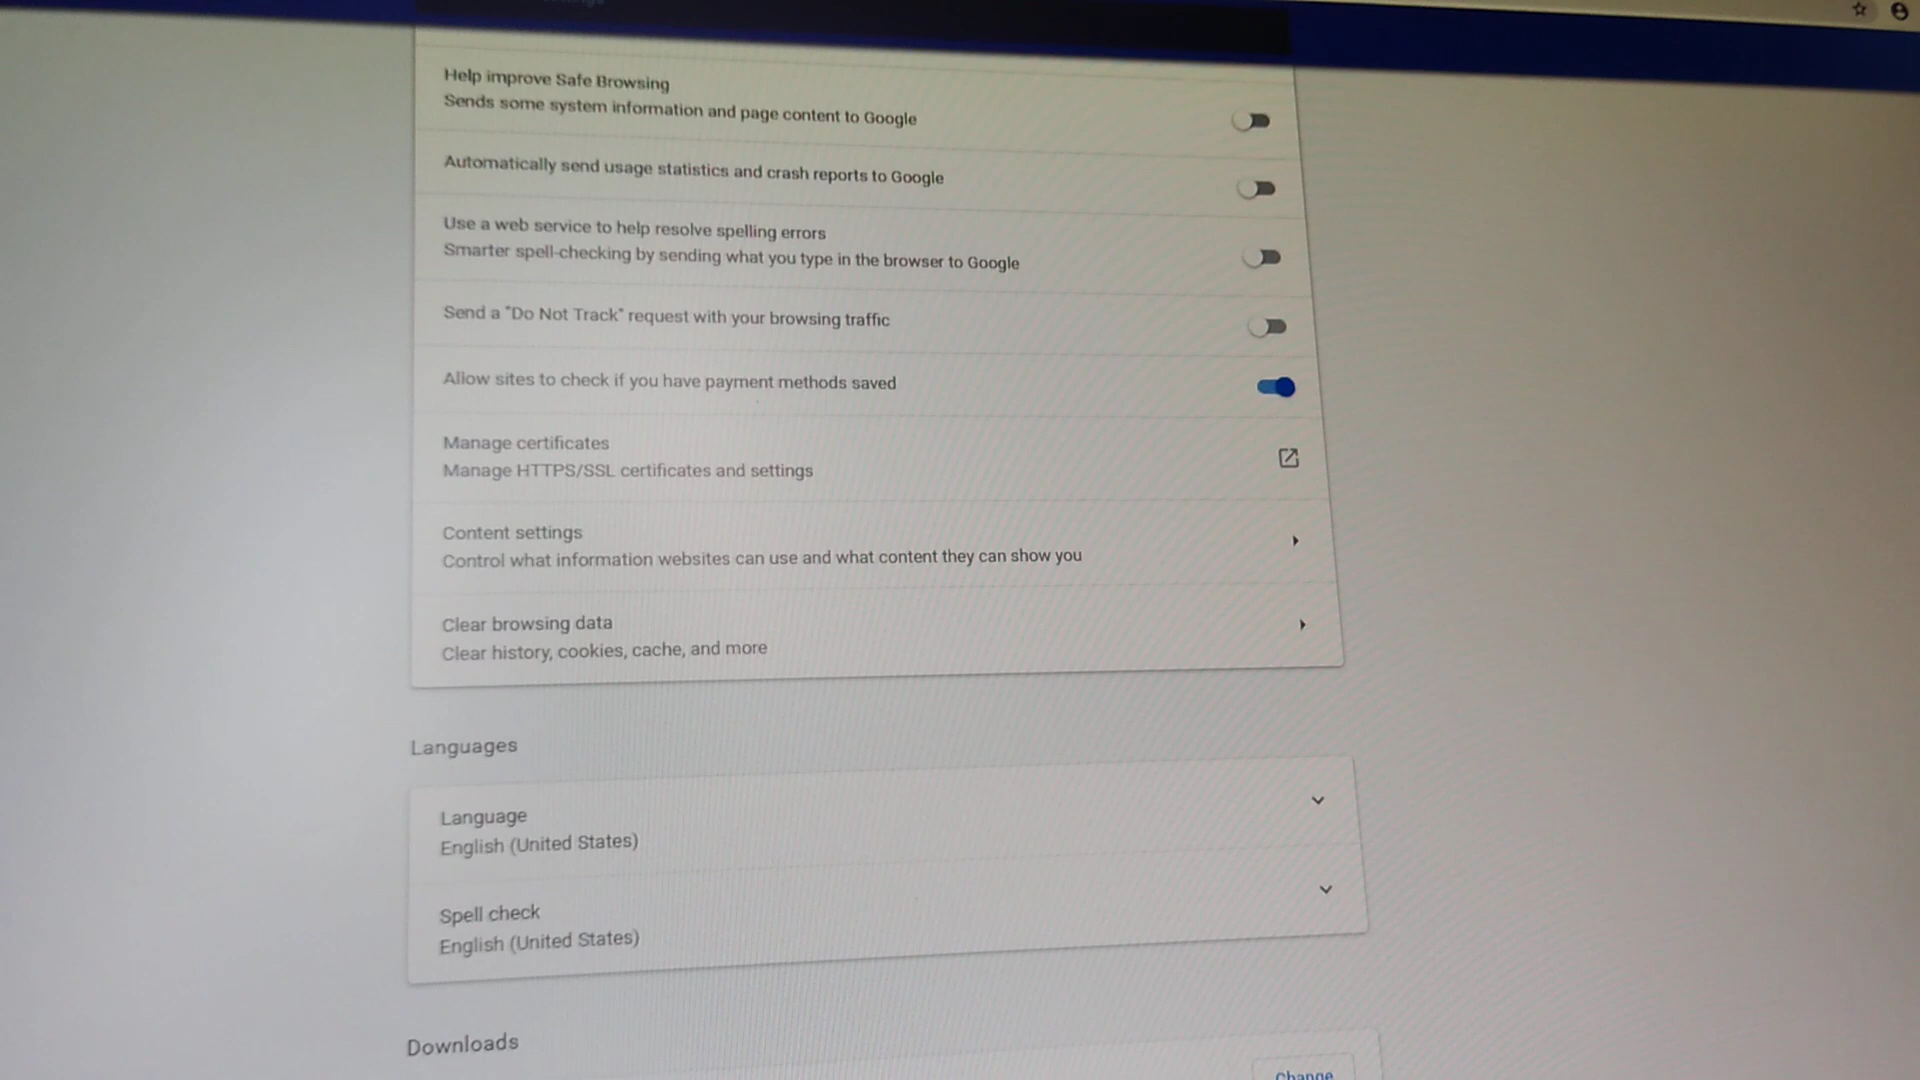 Help improve Safe Browsing
Sends some system information and page content to Google
Automatically send usage statistics and crash reports to Google
Use a web service to help resolve spelling errors
Smarter spell-checking by sending what you type in the browser to Google
Send a "Do Not Track" request with your browsing traffic
Allow sites to check if you have payment methods saved
Manage certificates
Manage HTTPS/SSL certificates and settings
Content settings
Control what information websites can use and what content they can show you
Clear browsing data
Clear history, cookies, cache, and more
Languages
Language
English (United States)
Spell check
English (United States)
Downloads
Change